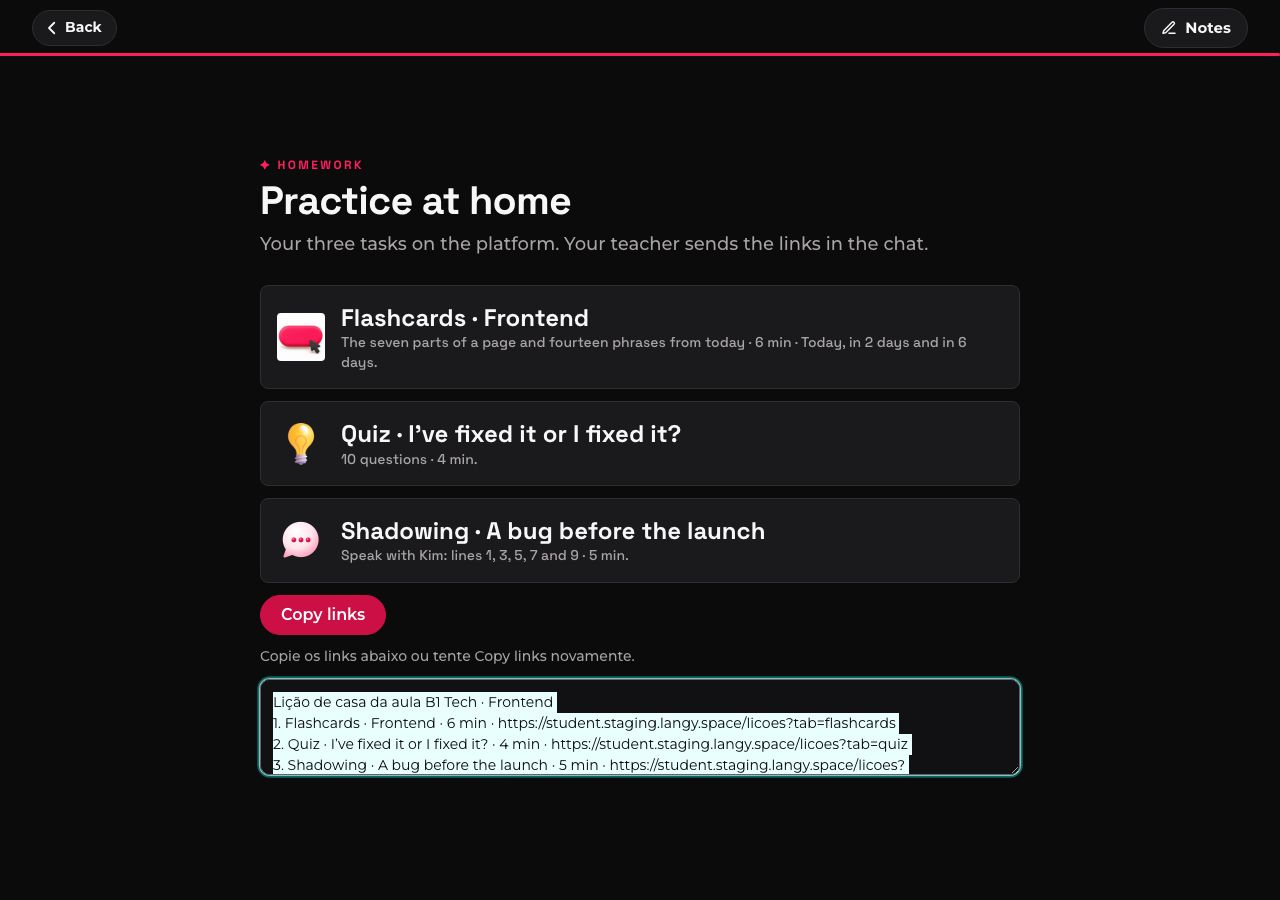 Back
Notes
HOMEWORK
Practice at home
Your three tasks on the platform. Your teacher sends the links in the chat.
Flashcards · Frontend
The seven parts of a page and fourteen phrases from today · 6 min · Today, in 2 days and in 6
days.
Quiz · I’ve fixed it or I fixed it?
10 questions · 4 min.
Shadowing · A bug before the launch
Speak with Kim: lines 1, 3, 5, 7 and 9 · 5 min.
Copy links
Copie os links abaixo ou tente Copy links novamente.
Lição de casa da aula B1 Tech · Frontend
1. Flashcards · Frontend · 6 min · https://student.staging.langy.space/licoes?tab=flashcards
2. Quiz · I’ve fixed it or I fixed it? · 4 min · https://student.staging.langy.space/licoes?tab=quiz
3. Shadowing · A bug before the launch · 5 min · https://student.staging.langy.space/licoes?